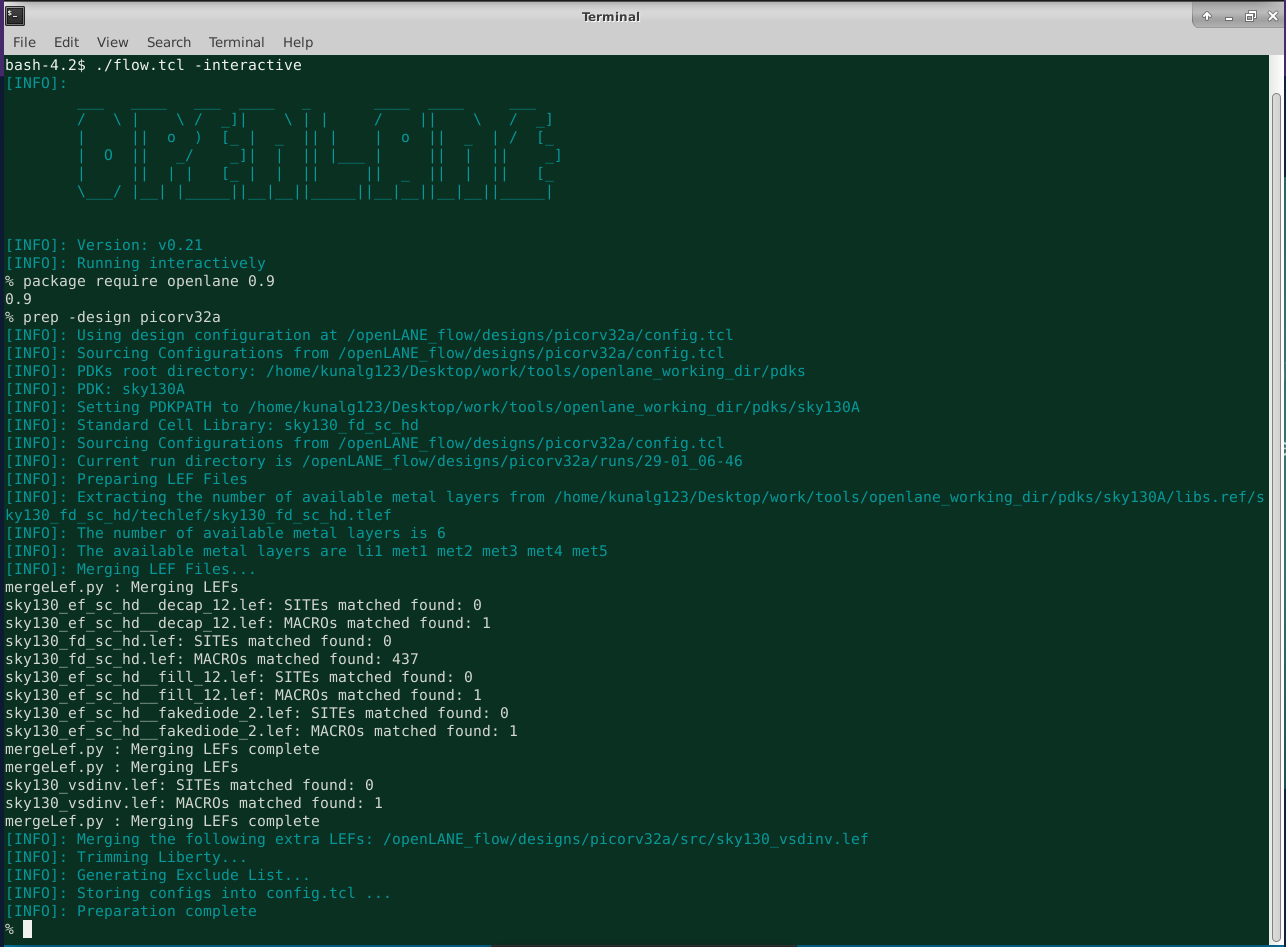 Terminal
File Edit View Search Terminal Help
bash-4.2$ ./flow.tcl -interactive
[INFO]:
OPENLANE
[INFO]: Version: v0.21
[INFO]: Running interactively
% package require openlane 0.9
0.9
% prep -design picorv32a
[INFO]: Using design configuration at /openLANE_flow/designs/picorv32a/config.tcl
[INFO]: Sourcing Configurations from /openLANE_flow/designs/picorv32a/config.tcl
[INFO]: PDKs root directory: /home/kunalg123/Desktop/work/tools/openlane_working_dir/pdks
[INFO]: PDK: sky130A
[INFO]: Setting PDKPATH to /home/kunalg123/Desktop/work/tools/openlane_working_dir/pdks/sky130A
[INFO]: Standard Cell Library: sky130_fd_sc_hd
[INFO]: Sourcing Configurations from /openLANE_flow/designs/picorv32a/config.tcl
[INFO]: Current run directory is /openLANE_flow/designs/picorv32a/runs/29-01_06-46
[INFO]: Preparing LEF Files
[INFO]: Extracting the number of available metal layers from /home/kunalg123/Desktop/work/tools/openlane_working_dir/pdks/sky130A/libs.ref/s
ky130_fd_sc_hd/techlef/sky130_fd_sc_hd.tlef
[INFO]: The number of available metal layers is 6
[INFO]: The available metal layers are li1 met1 met2 met3 met4 met5
[INFO]: Merging LEF Files...
mergeLef.py : Merging LEFs
sky130_ef_sc_hd__decap_12.lef: SITEs matched found: 0
sky130_ef_sc_hd__decap_12.lef: MACROs matched found: 1
sky130_fd_sc_hd.lef: SITEs matched found: 0
sky130_fd_sc_hd.lef: MACROs matched found: 437
sky130_ef_sc_hd__fill_12.lef: SITEs matched found: 0
sky130_ef_sc_hd__fill_12.lef: MACROs matched found: 1
sky130_ef_sc_hd__fakediode_2.lef: SITEs matched found: 0
sky130_ef_sc_hd__fakediode_2.lef: MACROs matched found: 1
mergeLef.py : Merging LEFs complete
mergeLef.py : Merging LEFs
sky130_vsdinv.lef: SITEs matched found: 0
sky130_vsdinv.lef: MACROs matched found: 1
mergeLef.py : Merging LEFs complete
[INFO]: Merging the following extra LEFs: /openLANE_flow/designs/picorv32a/src/sky130_vsdinv.lef
[INFO]: Trimming Liberty...
[INFO]: Generating Exclude List...
[INFO]: Storing configs into config.tcl ...
[INFO]: Preparation complete
%